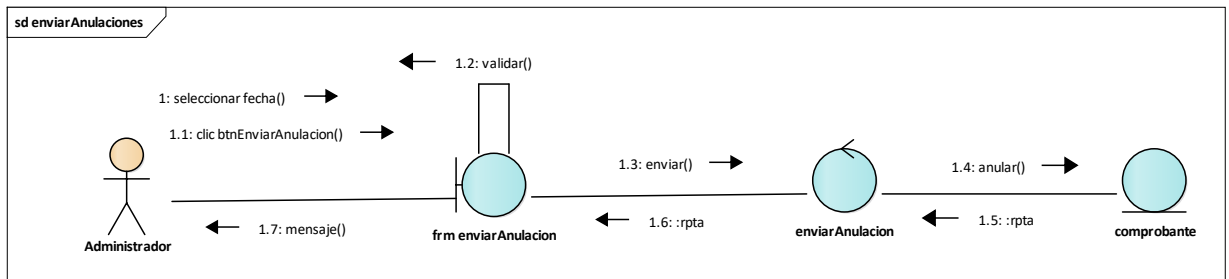 sd enviarAnulaciones
1.2: validar()
1: seleccionar fecha()
1.1: clic btnEnviarAnulacion()
1.3: enviar()
1.4: anular()
1.7: mensaje()
1.6: :rpta
1.5: :rpta
Administrador
frm enviarAnulacion
enviarAnulacion
comprobante